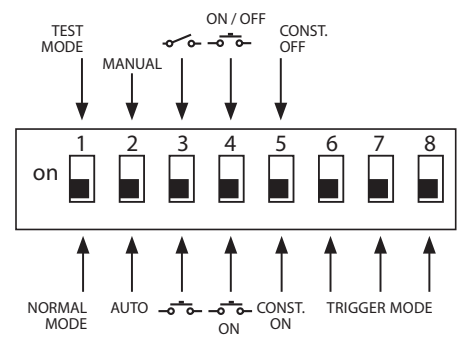 ON / OFF
TEST
MODE
CONST.
OFF
MANUAL
1 2 3 4 5 6 7 8
on
NORMAL
MODE
AUTO
ON
CONST.
ON
TRIGGER MODE